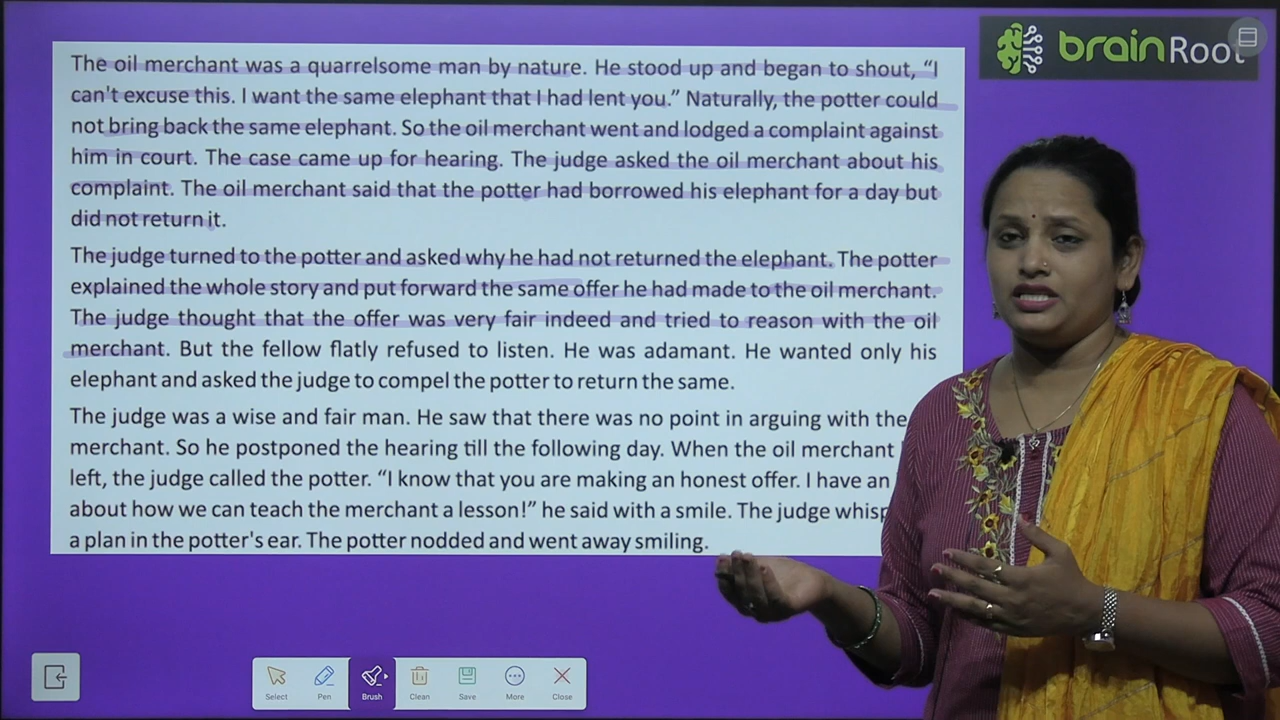 brainRoot
The oil merchant was a quarrelsome man by nature. He stood up and began to shout, “I
can't excuse this. I want the same elephant that I had lent you.” Naturally, the potter could
not bring back the same elephant. So the oil merchant went and lodged a complaint against
him in court. The case came up for hearing. The judge asked the oil merchant about his
complaint. The oil merchant said that the potter had borrowed his elephant for a day but
did not return it.
The judge turned to the potter and asked why he had not returned the elephant. The potter
explained the whole story and put forward the same offer he had made to the oil merchant.
The judge thought that the offer was very fair indeed and tried to reason with the oil
merchant. But the fellow flatly refused to listen. He was adamant. He wanted only his
elephant and asked the judge to compel the potter to return the same.
The judge was a wise and fair man. He saw that there was no point in arguing with the
merchant. So he postponed the hearing till the following day. When the oil merchant
left, the judge called the potter. “I know that you are making an honest offer. I have an
about how we can teach the merchant a lesson!” he said with a smile. The judge
a plan in the potter's ear. The potter nodded and went away smiling.
Select Pen Brush Clean Save More Close